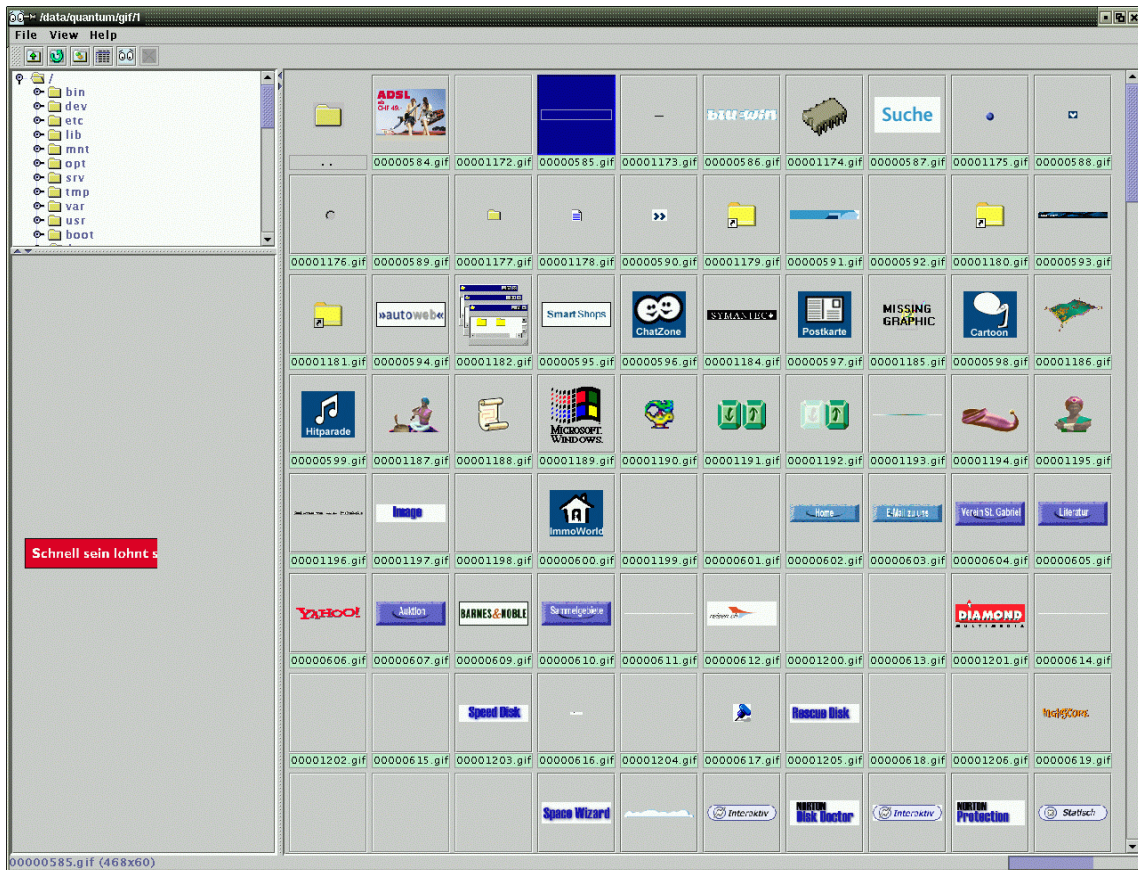 /data/quantum/gif/1
File View Help
/
bin
dev
etc
lib
mnt
opt
srv
tmp
var
usr
boot
Schnell sein lohnt s
ADSL
ab
CHF 49.-
bluewin
Suche
. . 00000584.gif 00001172.gif 00000585.gif 00001173.gif 00000586.gif 00001174.gif 00000587.gif 00001175.gif 00000588.gif
00001176.gif 00000589.gif 00001177.gif 00001178.gif 00000590.gif 00001179.gif 00000591.gif 00000592.gif 00001180.gif 00000593.gif
»autoweb« Smart Shops ChatZone SYMANTEC Postkarte MISSING GRAPHIC Cartoon
00001181.gif 00000594.gif 00001182.gif 00000595.gif 00000596.gif 00001184.gif 00000597.gif 00001185.gif 00000598.gif 00001186.gif
Hitparade MICROSOFT. WINDOWS.
00000599.gif 00001187.gif 00001188.gif 00001189.gif 00001190.gif 00001191.gif 00001192.gif 00001193.gif 00001194.gif 00001195.gif
Image ImmoWorld Home E-Mail zu uns Verein St. Gabriel Literatur
00001196.gif 00001197.gif 00001198.gif 00000600.gif 00001199.gif 00000601.gif 00000602.gif 00000603.gif 00000604.gif 00000605.gif
YAHOO! Auktion BARNES&NOBLE Sammelgebiete DIAMOND MULTIMEDIA
00000606.gif 00000607.gif 00000609.gif 00000610.gif 00000611.gif 00000612.gif 00001200.gif 00000613.gif 00001201.gif 00000614.gif
Speed Disk Rescue Disk
00001202.gif 00000615.gif 00001203.gif 00000616.gif 00001204.gif 00000617.gif 00001205.gif 00000618.gif 00001206.gif 00000619.gif
Space Wizard Interaktiv NORTON Disk Doctor Interaktiv NORTON Protection Statisch
00000585.gif (468x60)